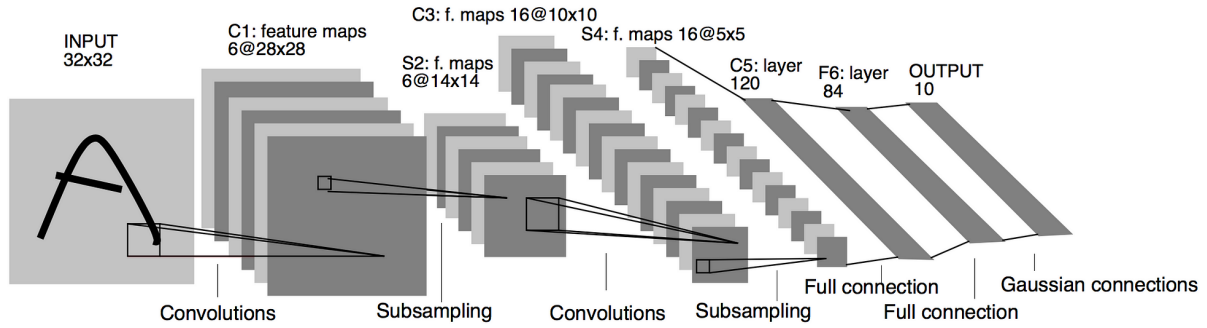 INPUT
32x32
C1: feature maps
6@28x28
S2: f. maps
6@14x14
C3: f. maps 16@10x10
S4: f. maps 16@5x5
C5: layer
120
F6: layer
84
OUTPUT
10
Convolutions
Subsampling
Convolutions
Subsampling
Full connection
Full connection
Gaussian connections
A